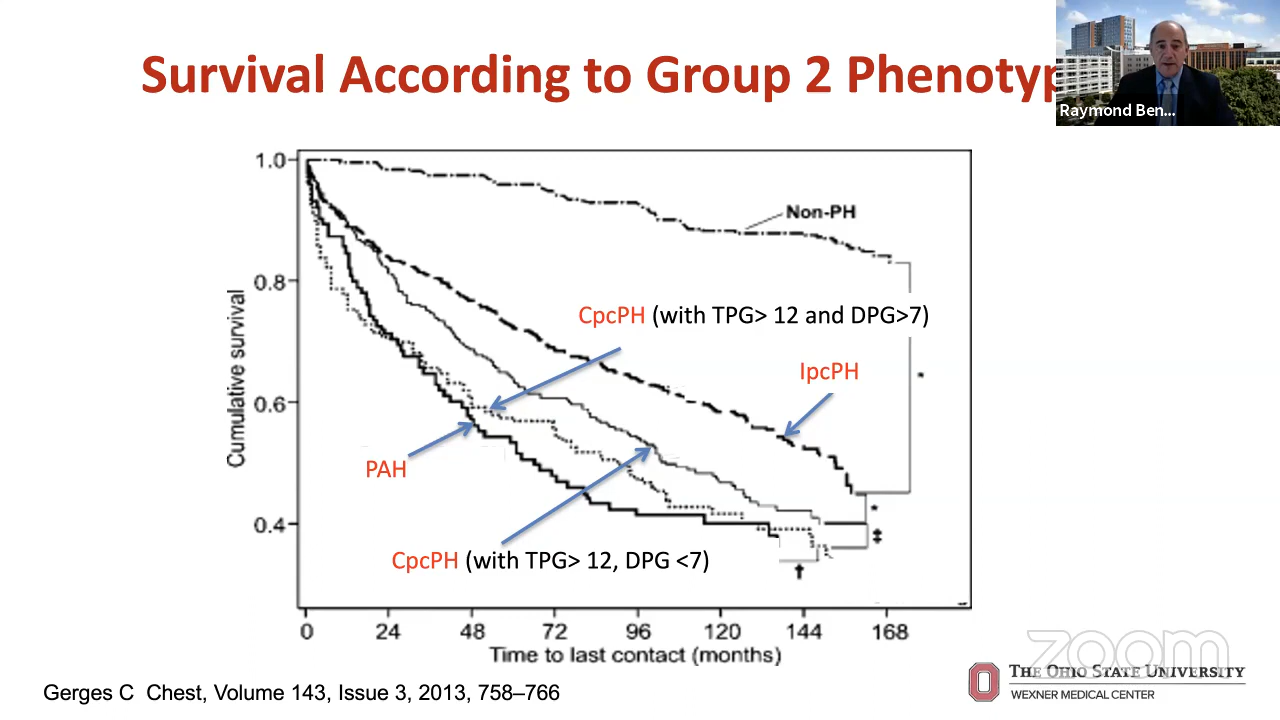 Survival According to Group 2 Phenotyp
Raymond Ben...
1.0
0.8
0.6
0.4
Cumulative survival
Non-PH
CpcPH (with TPG> 12 and DPG>7)
IpcPH
*
PAH
CpcPH (with TPG> 12, DPG <7)
*
‡
†
0 24 48 72 96 120 144 168
Time to last contact (months)
zoom
THE OHIO STATE UNIVERSITY
WEXNER MEDICAL CENTER
Gerges C Chest, Volume 143, Issue 3, 2013, 758–766